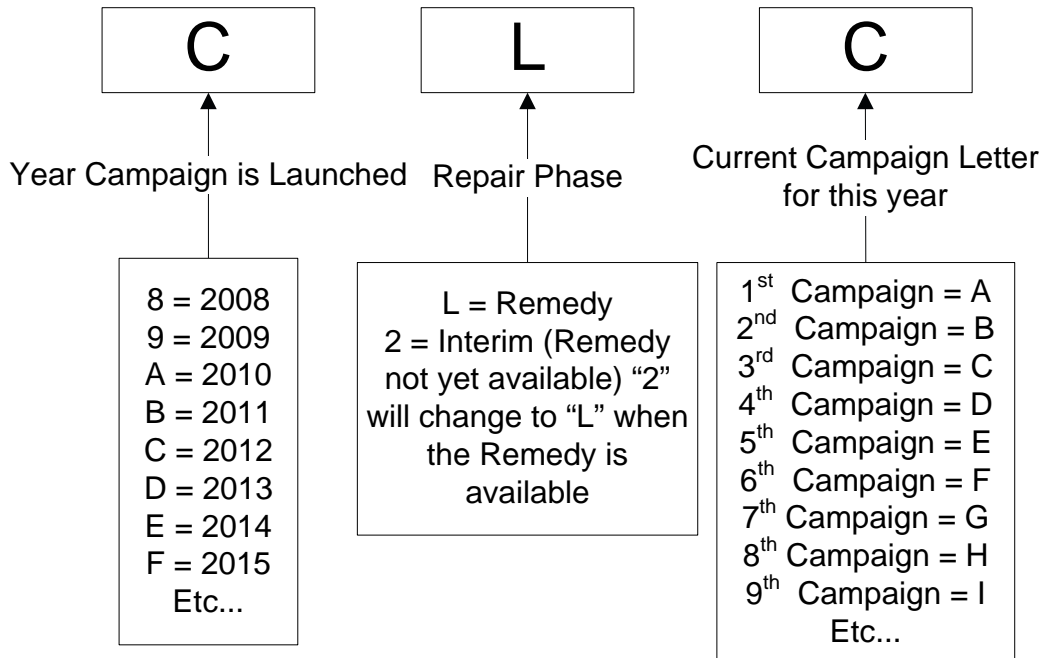 C
L
C
Year Campaign is Launched
Repair Phase
Current Campaign Letter
for this year
8 = 2008
9 = 2009
A = 2010
B = 2011
C = 2012
D = 2013
E = 2014
F = 2015
Etc...
L = Remedy
2 = Interim (Remedy
not yet available) “2”
will change to “L” when
the Remedy is
available
1st Campaign = A
2nd Campaign = B
3rd Campaign = C
4th Campaign = D
5th Campaign = E
6th Campaign = F
7th Campaign = G
8th Campaign = H
9th Campaign = I
Etc...